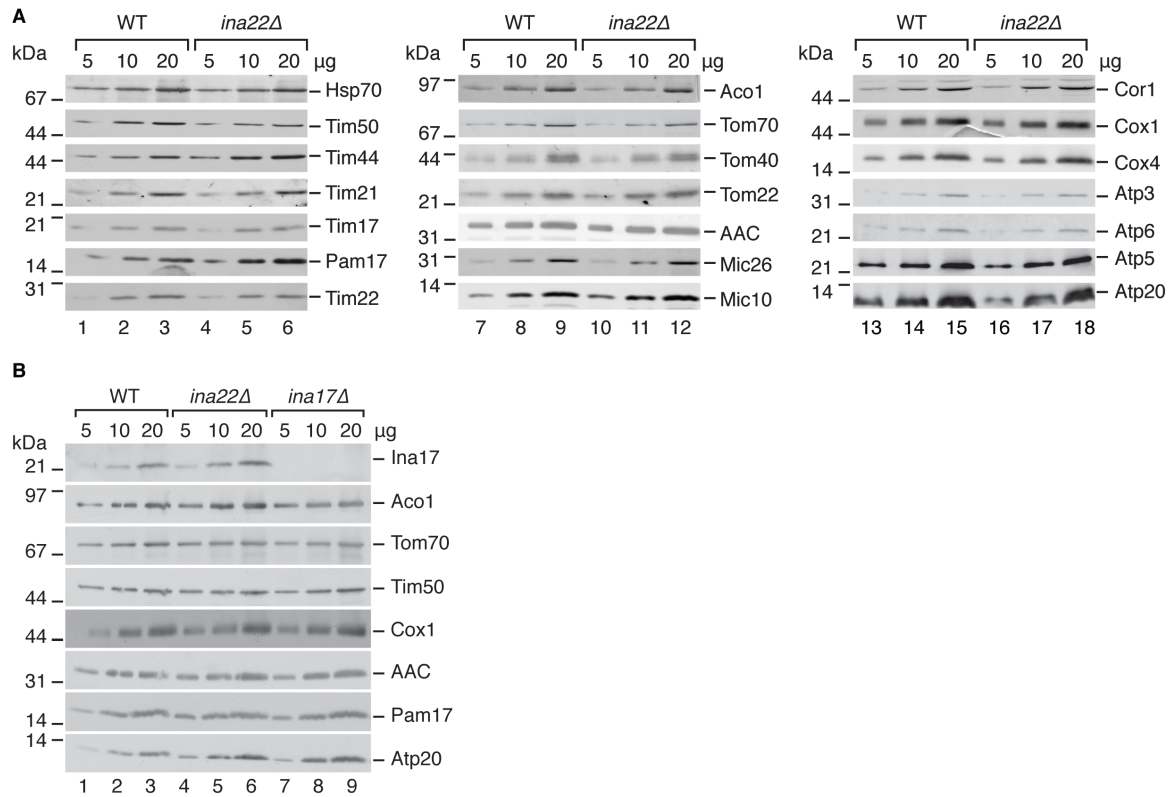 A
WT ina22Δ WT ina22Δ WT ina22Δ
kDa 5 10 20 5 10 20 μg kDa 5 10 20 5 10 20 μg kDa 5 10 20 5 10 20 μg
67 Hsp70 97 Aco1 44 Cor1
44 Tim50 67 Tom70 44 Cox1
44 Tim44 44 Tom40 14 Cox4
21 Tim21 21 Tom22 31 Atp3
21 Tim17 31 AAC 21 Atp6
14 Pam17 31 Mic26 21 Atp5
31 Tim22 14 Mic10 14 Atp20
1 2 3 4 5 6 7 8 9 10 11 12 13 14 15 16 17 18
B
WT ina22Δ ina17Δ
5 10 20 5 10 20 5 10 20 μg
kDa
21 Ina17
97 Aco1
67 Tom70
44 Tim50
44 Cox1
31 AAC
14 Pam17
14 Atp20
1 2 3 4 5 6 7 8 9